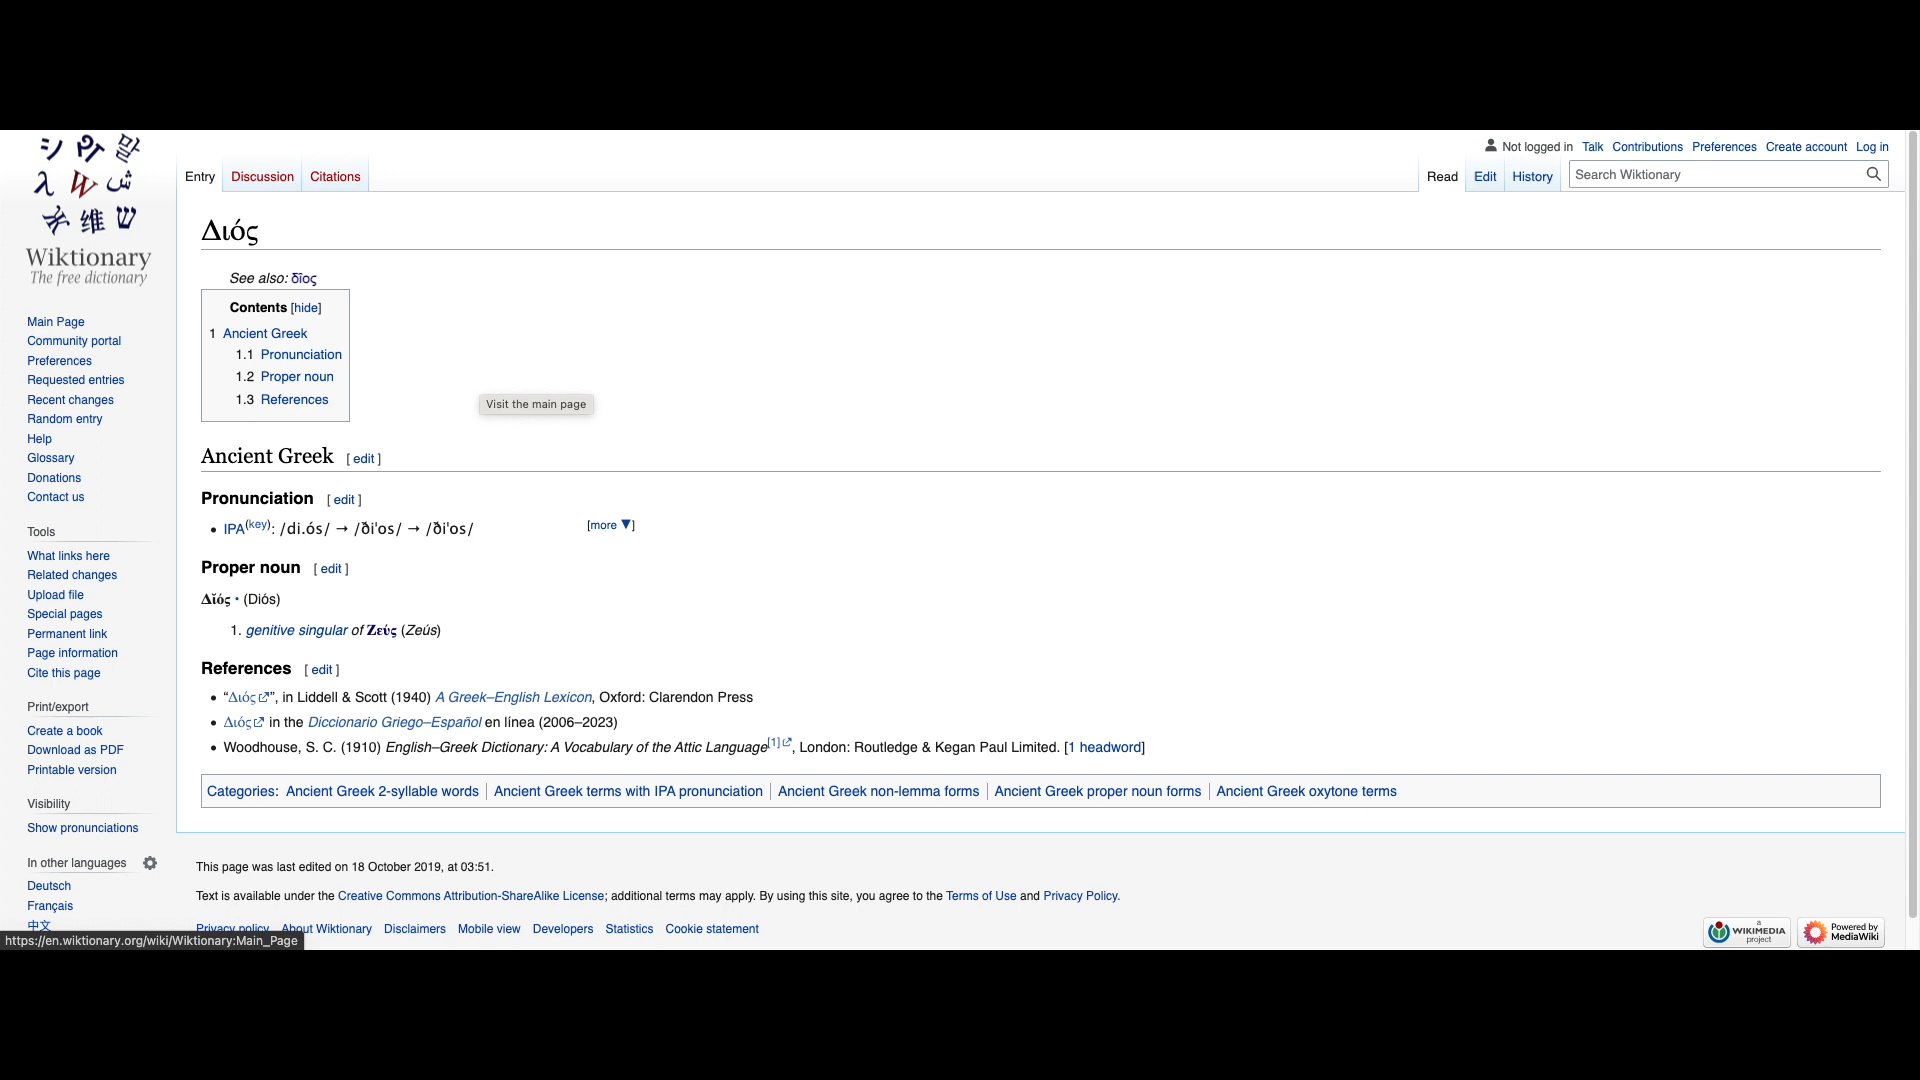 Not logged in Talk Contributions Preferences Create account Log in
Entry Discussion Citations Read Edit History Search Wiktionary
Wiktionary
The free dictionary
Main Page
Community portal
Preferences
Requested entries
Recent changes
Random entry
Help
Glossary
Donations
Contact us
Tools
What links here
Related changes
Upload file
Special pages
Permanent link
Page information
Cite this page
Print/export
Create a book
Download as PDF
Printable version
Visibility
Show pronunciations
In other languages
Deutsch
Français
中文
https://en.wiktionary.org/wiki/Wiktionary:Main_Page
Διός
See also: δῖος
Contents [hide]
1 Ancient Greek
1.1 Pronunciation
1.2 Proper noun
1.3 References
Visit the main page
Ancient Greek [ edit ]
Pronunciation [ edit ]
• IPA(key): /di.ós/ → /ðiˈos/ → /ðiˈos/ [more ▼]
Proper noun [ edit ]
Δῐός • (Diós)
1. genitive singular of Ζεύς (Zeús)
References [ edit ]
• “Διός”, in Liddell & Scott (1940) A Greek–English Lexicon, Oxford: Clarendon Press
• Διός in the Diccionario Griego–Español en línea (2006–2023)
• Woodhouse, S. C. (1910) English–Greek Dictionary: A Vocabulary of the Attic Language[1], London: Routledge & Kegan Paul Limited. [1 headword]
Categories: Ancient Greek 2-syllable words | Ancient Greek terms with IPA pronunciation | Ancient Greek non-lemma forms | Ancient Greek proper noun forms | Ancient Greek oxytone terms
This page was last edited on 18 October 2019, at 03:51.
Text is available under the Creative Commons Attribution-ShareAlike License; additional terms may apply. By using this site, you agree to the Terms of Use and Privacy Policy.
Privacy policy About Wiktionary Disclaimers Mobile view Developers Statistics Cookie statement
a WIKIMEDIA project
Powered by MediaWiki